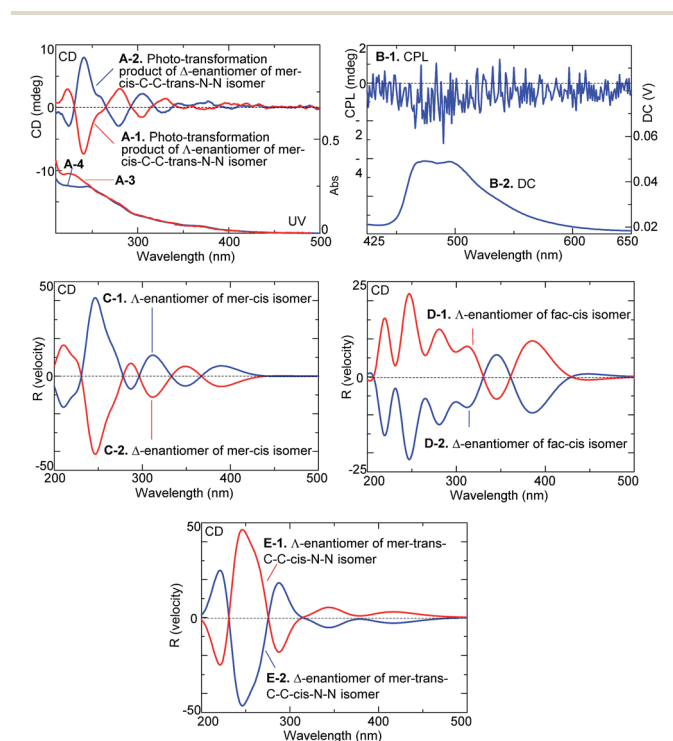 10
CD
A-2. Photo-transformation
product of Δ-enantiomer of mer-
cis-C-C-trans-N-N isomer
0
CD (mdeg)
A-1. Photo-transformation
product of Δ-enantiomer of mer-
cis-C-C-trans-N-N isomer
0.5
-10
A-4
A-3
Abs
UV
0
300
400
500
Wavelength (nm)
2
B-1. CPL
0
CPL (mdeg)
DC (V)
0.08
0.06
-2
-4
B-2. DC
0.04
0.02
425
500
600
650
Wavelength (nm)
50
CD
C-1. Λ-enantiomer of mer-cis isomer
R (velocity)
0
C-2. Δ-enantiomer of mer-cis isomer
-50
200
300
400
500
Wavelength (nm)
25
CD
D-1. Λ-enantiomer of fac-cis isomer
R (velocity)
0
D-2. Δ-enantiomer of fac-cis isomer
-25
200
300
400
500
Wavelength (nm)
50
CD
E-1. Λ-enantiomer of mer-trans-
C-C-cis-N-N isomer
R (velocity)
0
E-2. Δ-enantiomer of mer-trans-
C-C-cis-N-N isomer
-50
200
300
400
500
Wavelength (nm)